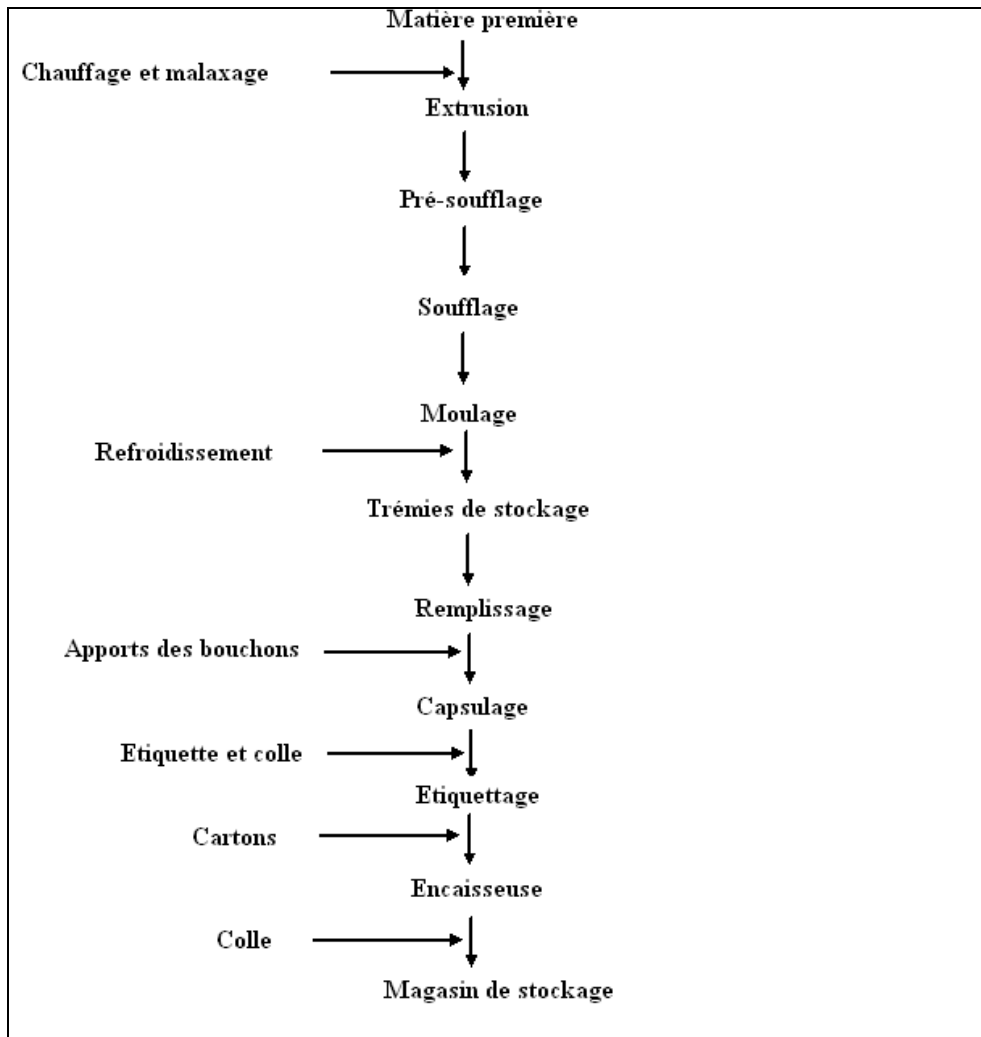 Matière première
Chauffage et malaxage
Extrusion
Pré-soufflage
Soufflage
Moulage
Refroidissement
Trémies de stockage
Remplissage
Apports des bouchons
Capsulage
Etiquette et colle
Etiquettage
Cartons
Encaisseuse
Colle
Magasin de stockage